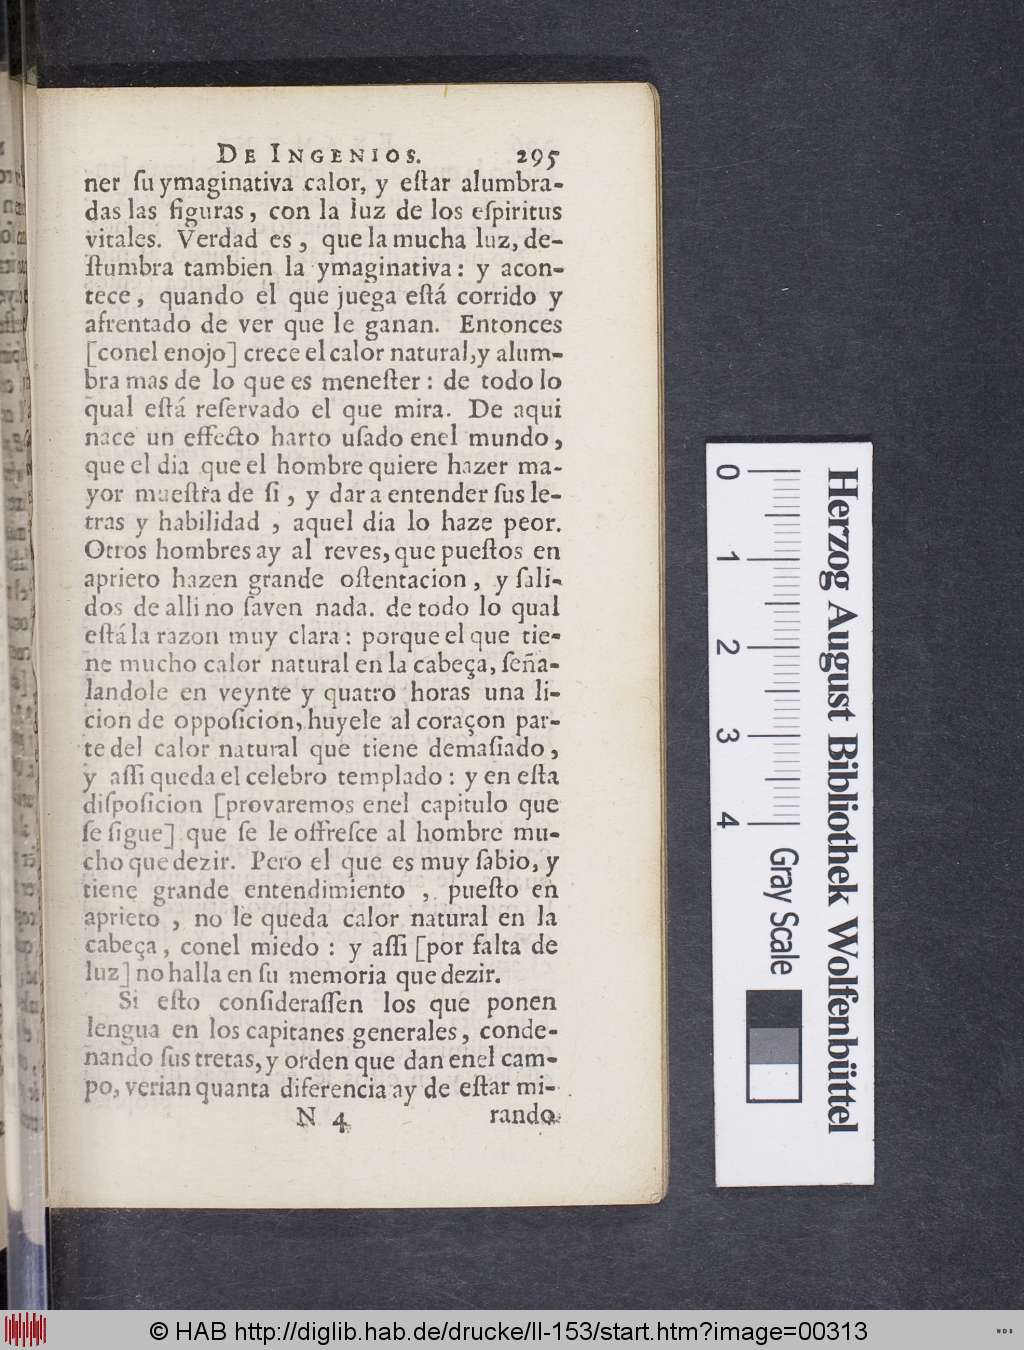 DE INGENIOS. 295
ner ſu ymaginativa calor, y eſtar alumbra-
das las figuras, con la luz de los eſpiritus
vitales. Verdad es, que la mucha luz, de-
ſtumbra tambien la ymaginativa: y acon-
tece, quando el que juega eſtá corrido y
afrentado de ver que le ganan. Entonces
[conel enojo] crece el calor natural, y alum-
bra mas de lo que es meneſter: de todo lo
qual eſtá reſervado el que mira. De aqui
nace un effecto harto uſado enel mundo,
que el dia que el hombre quiere hazer ma-
yor mueſtra de ſi, y dar a entender ſus le-
tras y habilidad, aquel dia lo haze peor.
Otros hombres ay al reves, que pueſtos en
aprieto hazen grande oſtentacion, y ſali-
dos de alli no ſaven nada. de todo lo qual
eſtá la razon muy clara: porque el que tie-
ne mucho calor natural en la cabeça, ſeña-
landole en veynte y quatro horas una li-
cion de oppoſicion, huyele al coraçon par-
te del calor natural que tiene demaſiado,
y aſſi queda el celebro templado: y en eſta
diſpoſicion [provaremos enel capitulo que
ſe ſigue] que ſe le offreſce al hombre mu-
cho que dezir. Pero el que es muy ſabio, y
tiene grande entendimiento, pueſto en
aprieto, no le queda calor natural en la
cabeça, conel miedo: y aſſi [por falta de
luz] no halla en ſu memoria que dezir.
Si eſto conſideraſſen los que ponen
lengua en los capitanes generales, conde-
nando ſus tretas, y orden que dan enel cam-
po, verian quanta diferencia ay de eſtar mi-
N 4 rando
0 1 2 3 4
Gray Scale
Herzog August Bibliothek Wolfenbüttel
© HAB http://diglib.hab.de/drucke/ll-153/start.htm?image=00313
WDB